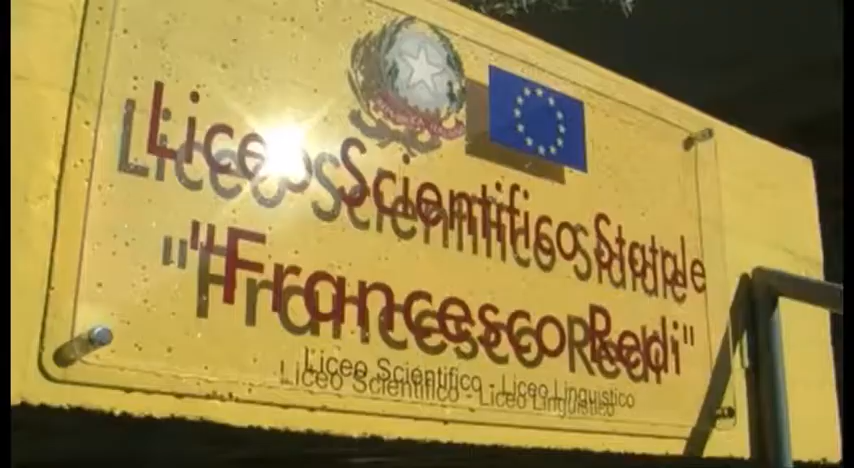 Liceo Scientifico Statale
"Francesco Redi"
Liceo Scientifico - Liceo Linguistico